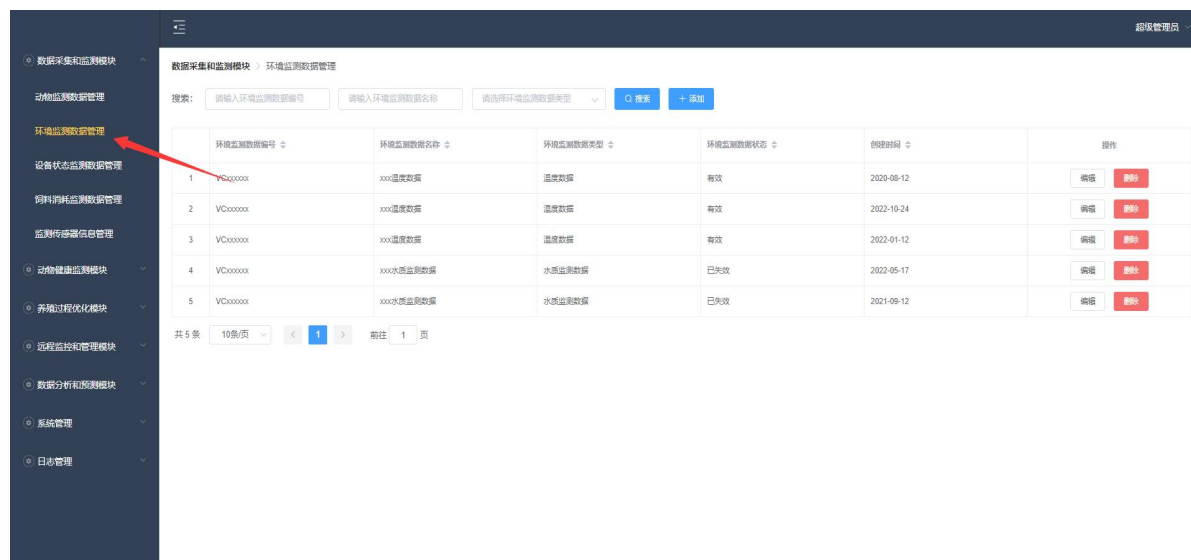 超级管理员
数据采集和监测模块
动物监测数据管理
环境监测数据管理
设备状态监测数据管理
饲料消耗监测数据管理
监测传感器信息管理
动物健康监测模块
养殖过程优化模块
远程监控和管理模块
数据分析和预测模块
系统管理
日志管理
数据采集和监测模块 > 环境监测数据管理
搜索： 请输入环境监测数据编号 请输入环境监测数据名称 请选择环境监测数据类型 搜索 + 添加
环境监测数据编号 环境监测数据名称 环境监测数据类型 环境监测数据状态 创建时间 操作
1 VCxxxxxx xxx温度数据 温度数据 有效 2020-08-12 编辑 删除
2 VCxxxxxx xxx温度数据 温度数据 有效 2022-10-24 编辑 删除
3 VCxxxxxx xxx温度数据 温度数据 有效 2022-01-12 编辑 删除
4 VCxxxxxx xxx水质监测数据 水质监测数据 已失效 2022-05-17 编辑 删除
5 VCxxxxxx xxx水质监测数据 水质监测数据 已失效 2021-09-12 编辑 删除
共 5 条 10条/页 < 1 > 前往 1 页